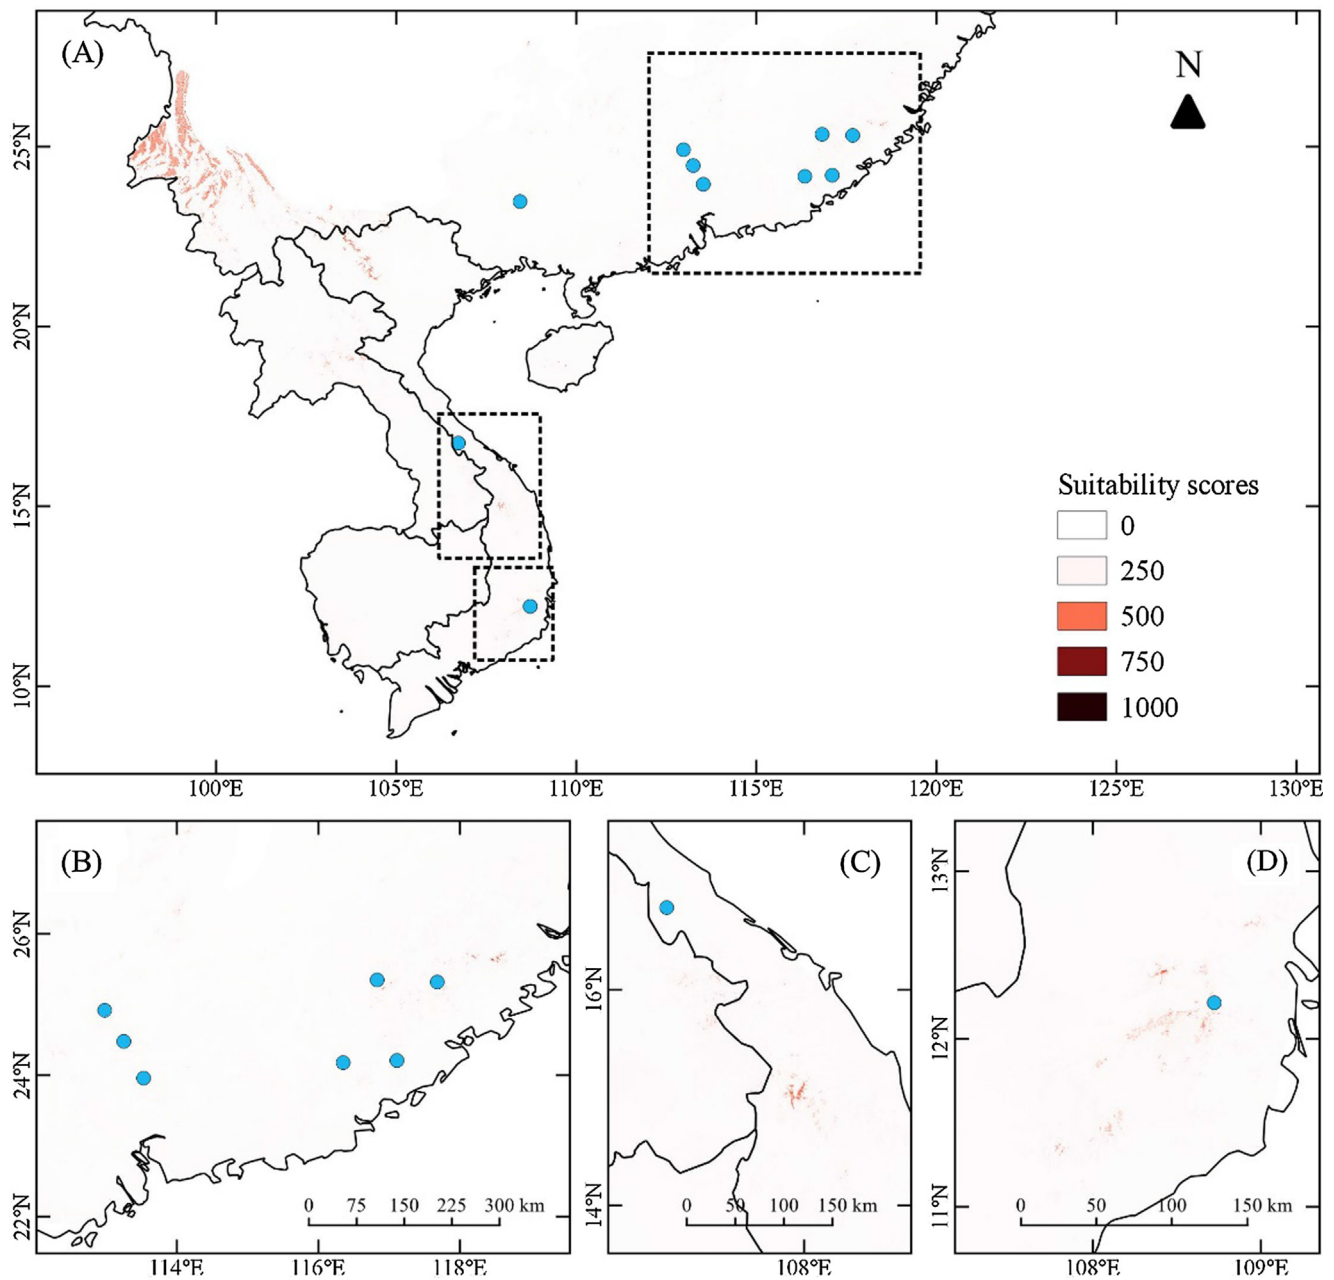 (A)
N
25°N
20°N
15°N
10°N
Suitability scores
0
250
500
750
1000
100°E 105°E 110°E 115°E 120°E 125°E 130°E
(B)
26°N
24°N
22°N
0 75 150 225 300 km
114°E 116°E 118°E
(C)
16°N
14°N
0 50 100 150 km
108°E
(D)
13°N
12°N
11°N
0 50 100 150 km
108°E 109°E